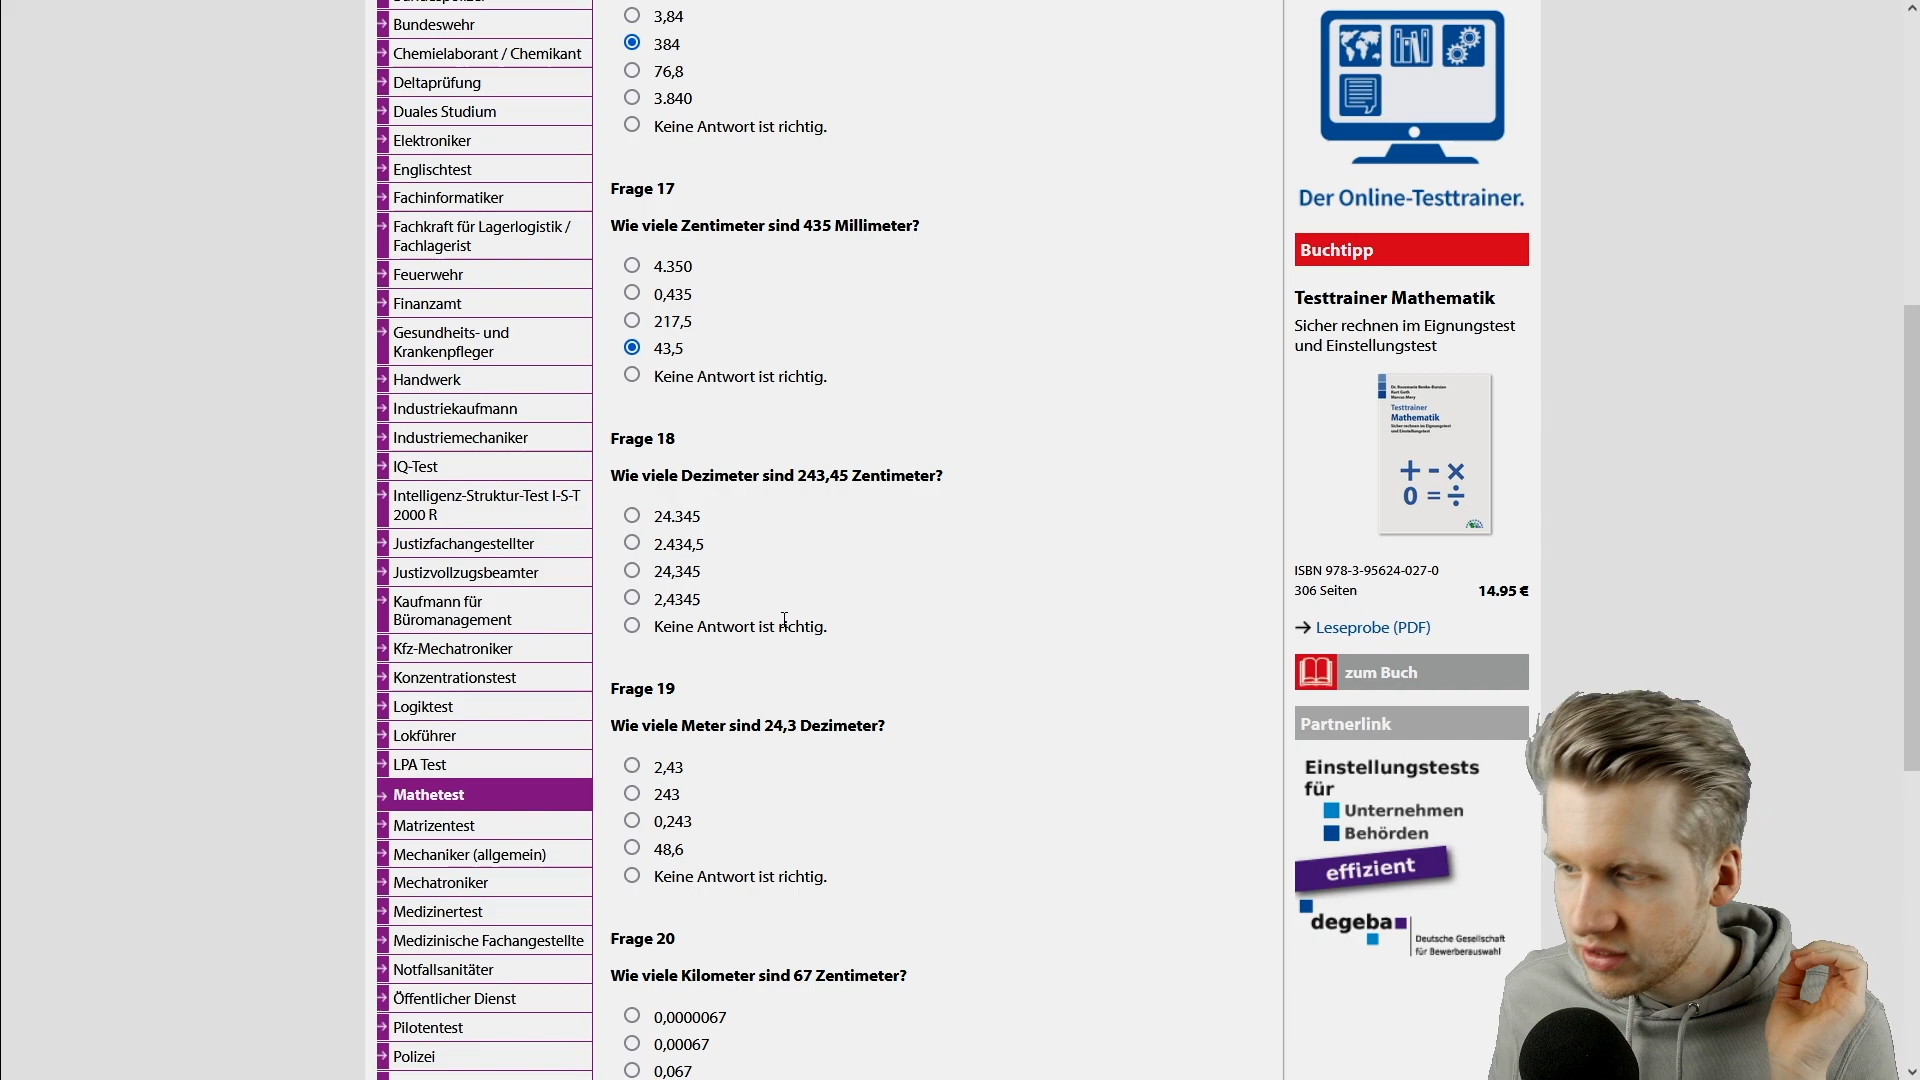 Bundeswehr
Chemielaborant / Chemikant
Deltaprüfung
Duales Studium
Elektroniker
Englischtest
Fachinformatiker
Fachkraft für Lagerlogistik /
Fachlagerist
Feuerwehr
Finanzamt
Gesundheits- und
Krankenpfleger
Handwerk
Industriekaufmann
Industriemechaniker
IQ-Test
Intelligenz-Struktur-Test I-S-T
2000 R
Justizfachangestellter
Justizvollzugsbeamter
Kaufmann für
Büromanagement
Kfz-Mechatroniker
Konzentrationstest
Logiktest
Lokführer
LPA Test
Mathetest
Matrizentest
Mechaniker (allgemein)
Mechatroniker
Medizinertest
Medizinische Fachangestellte
Notfallsanitäter
Öffentlicher Dienst
Pilotentest
Polizei
3,84
384
76,8
3.840
Keine Antwort ist richtig.
Frage 17
Wie viele Zentimeter sind 435 Millimeter?
4.350
0,435
217,5
43,5
Keine Antwort ist richtig.
Frage 18
Wie viele Dezimeter sind 243,45 Zentimeter?
24.345
2.434,5
24,345
2,4345
Keine Antwort ist richtig.
Frage 19
Wie viele Meter sind 24,3 Dezimeter?
2,43
243
0,243
48,6
Keine Antwort ist richtig.
Frage 20
Wie viele Kilometer sind 67 Zentimeter?
0,0000067
0,00067
0,067
Der Online-Testtrainer.
Buchtipp
Testtrainer Mathematik
Sicher rechnen im Eignungstest
und Einstellungstest
Testtrainer
Mathematik
Sicher rechnen im Eignungstest
und Einstellungstest
+ - ×
0 = ÷
ISBN 978-3-95624-027-0
306 Seiten
14.95 €
Leseprobe (PDF)
zum Buch
Partnerlink
Einstellungstests
für
Unternehmen
Behörden
effizient
degeba
Deutsche Gesellschaft
für Bewerberauswahl